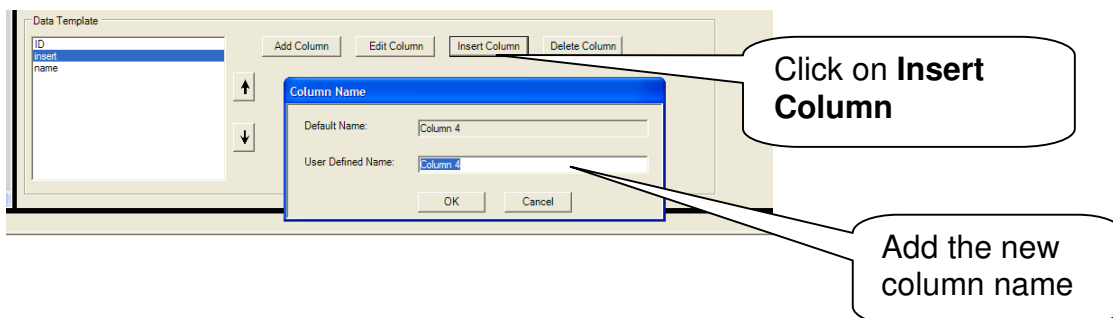 Data Template
ID
insert
name
Add Column
Edit Column
Insert Column
Delete Column
Column Name
Default Name:
Column 4
User Defined Name:
Column 4
OK
Cancel
Click on Insert
Column
Add the new
column name